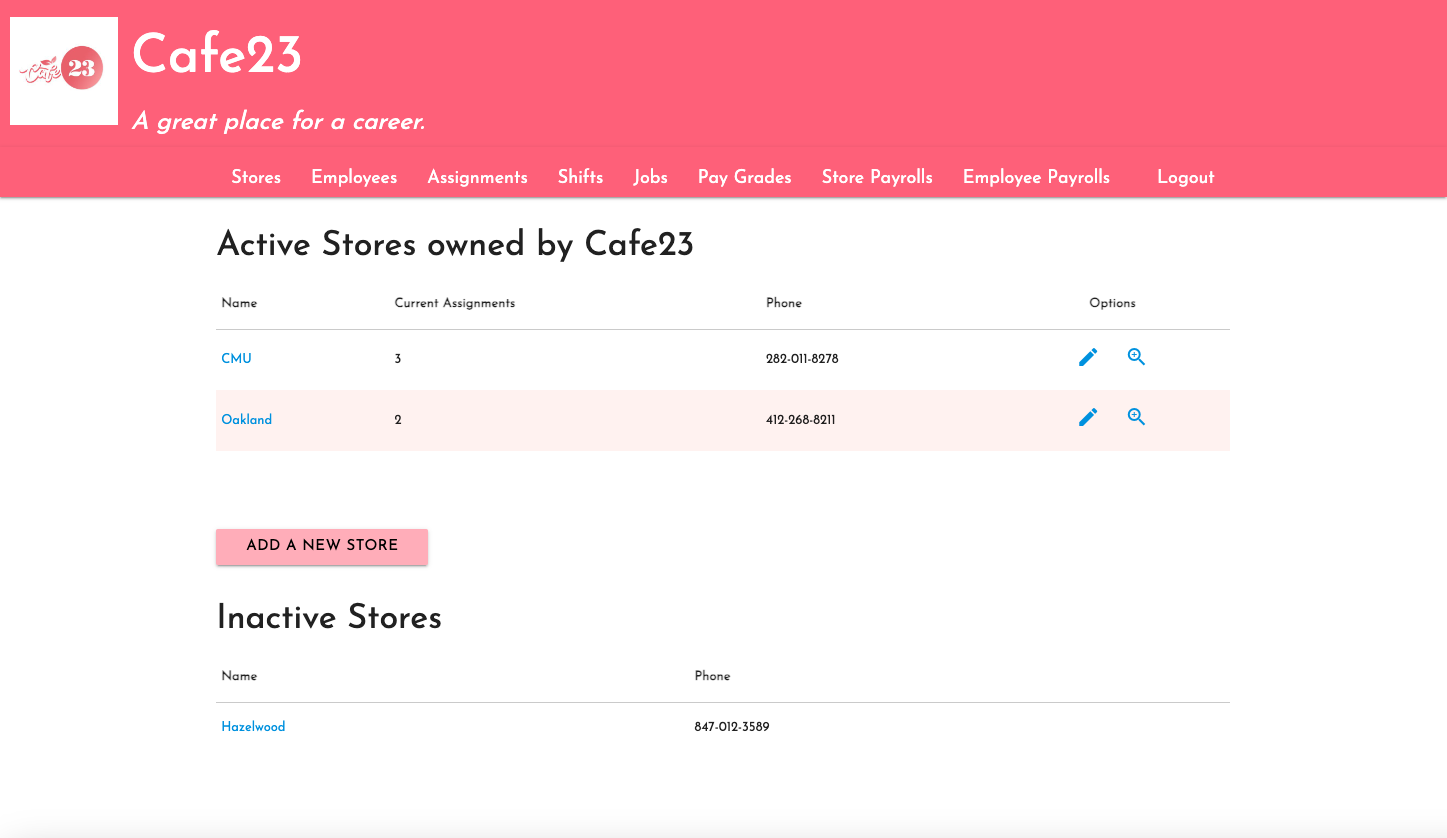 Cafe 23
Cafe23
A great place for a career.
Stores Employees Assignments Shifts Jobs Pay Grades Store Payrolls Employee Payrolls Logout
Active Stores owned by Cafe23
Name Current Assignments Phone Options
CMU 3 282-011-8278
Oakland 2 412-268-8211
ADD A NEW STORE
Inactive Stores
Name Phone
Hazelwood 847-012-3589